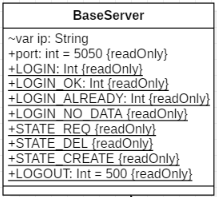 BaseServer
~var ip: String
+port: int = 5050 {readOnly}
+LOGIN: Int {readOnly}
+LOGIN_OK: Int {readOnly}
+LOGIN_ALREADY: Int {readOnly}
+LOGIN_NO_DATA {readOnly}
+STATE_REQ {readOnly}
+STATE_DEL {readOnly}
+STATE_CREATE {readOnly}
+LOGOUT: Int = 500 {readOnly}